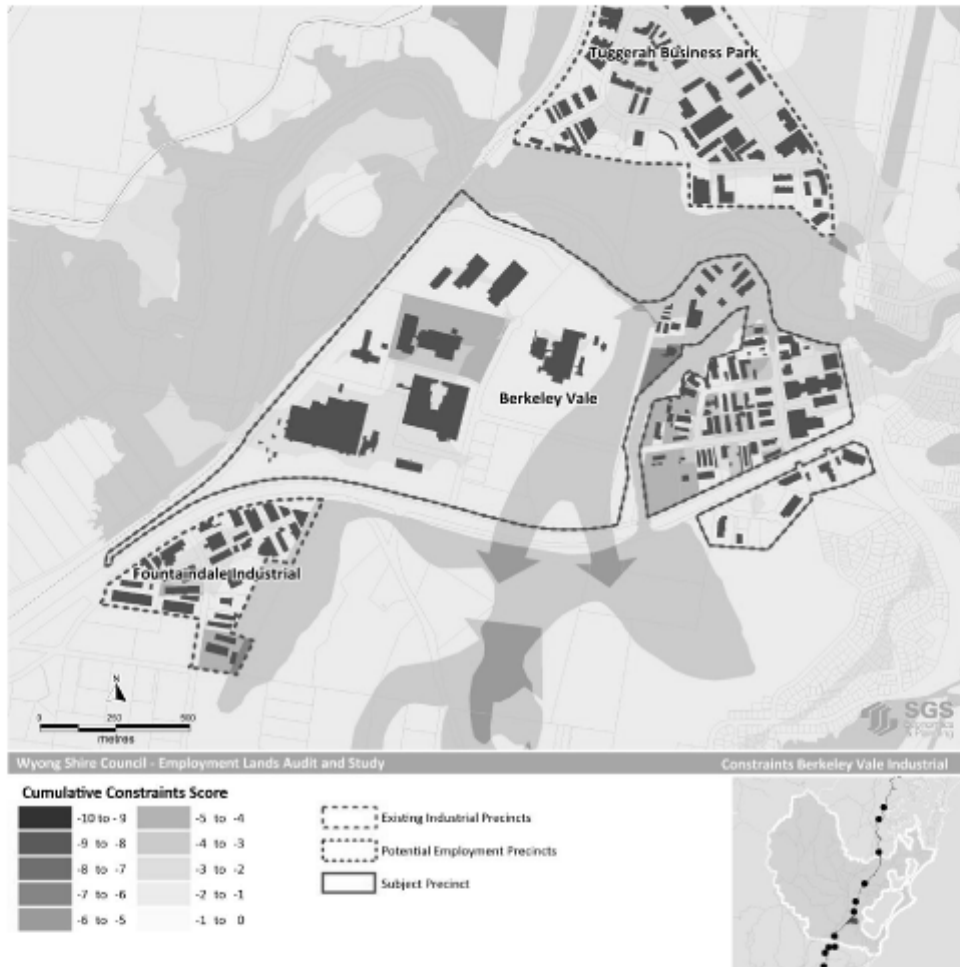 Tuggerah Business Park
Berkeley Vale
Fountaindale Industrial
N
0 250 500
metres
SGS
Economics
& Planning
Wyong Shire Council - Employment Lands Audit and Study
Constraints Berkeley Vale Industrial
Cumulative Constraints Score
-10 to -9
-9 to -8
-8 to -7
-7 to -6
-6 to -5
-5 to -4
-4 to -3
-3 to -2
-2 to -1
-1 to 0
Existing Industrial Precincts
Potential Employment Precincts
Subject Precinct